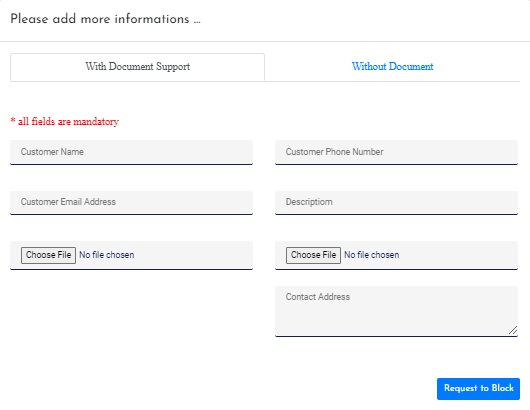 Please add more informations ...
With Document Support
Without Document
* all fields are mandatory
Customer Name
Customer Phone Number
Customer Email Address
Descriptiom
Choose File No file chosen
Choose File No file chosen
Contact Address
Request to Block